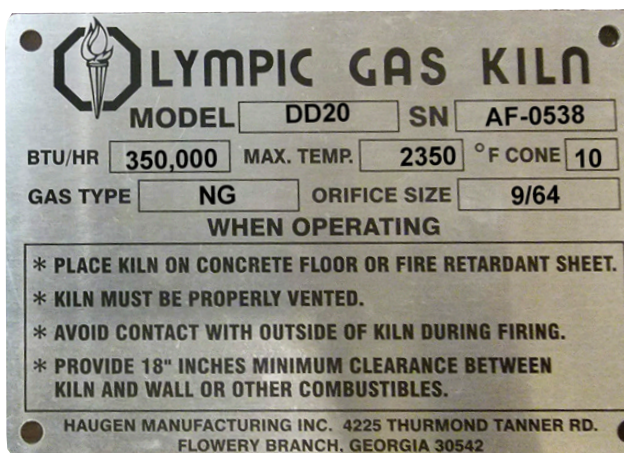 OLYMPIC GAS KILN
MODEL DD20 SN AF-0538
BTU/HR 350,000 MAX. TEMP. 2350 °F CONE 10
GAS TYPE NG ORIFICE SIZE 9/64
WHEN OPERATING
* PLACE KILN ON CONCRETE FLOOR OR FIRE RETARDANT SHEET.
* KILN MUST BE PROPERLY VENTED.
* AVOID CONTACT WITH OUTSIDE OF KILN DURING FIRING.
* PROVIDE 18" INCHES MINIMUM CLEARANCE BETWEEN
KILN AND WALL OR OTHER COMBUSTIBLES.
HAUGEN MANUFACTURING INC. 4225 THURMOND TANNER RD.
FLOWERY BRANCH, GEORGIA 30542